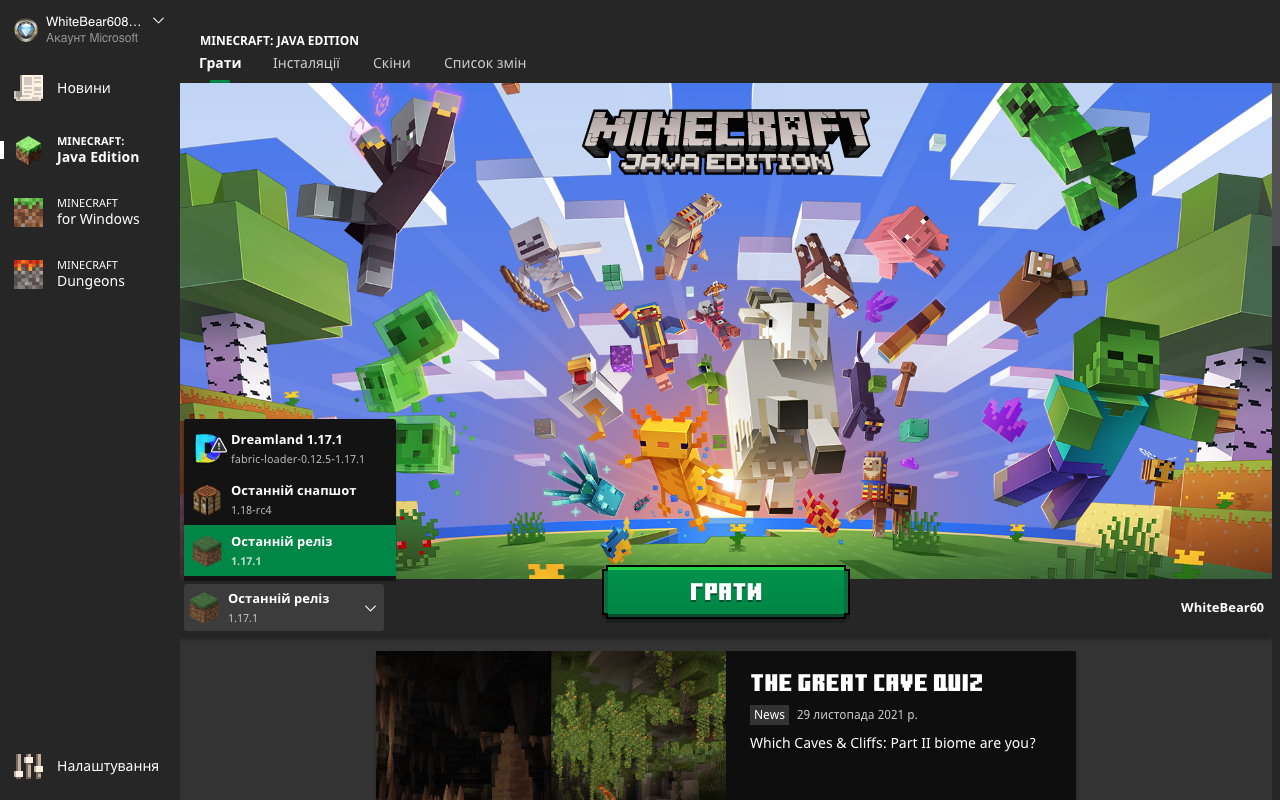 WhiteBear608...
Акаунт Microsoft
Новини
MINECRAFT:
Java Edition
MINECRAFT
for Windows
MINECRAFT
Dungeons
Налаштування
MINECRAFT: JAVA EDITION
Грати
Інсталяції
Скіни
Список змін
MINECRAFT
JAVA EDITION
Dreamland 1.17.1
fabric-loader-0.12.5-1.17.1
Останній снапшот
1.18-rc4
Останній реліз
1.17.1
Останній реліз
1.17.1
ГРАТИ
WhiteBear60
THE GREAT CAVE QUIZ
News
29 листопада 2021 р.
Which Caves & Cliffs: Part II biome are you?